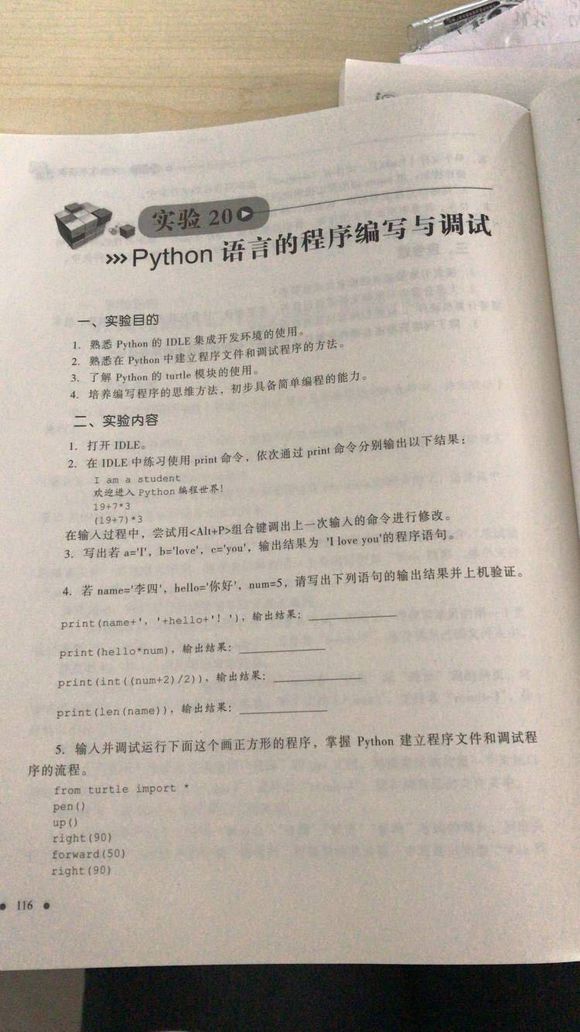 实验 20
Python 语言的程序编写与调试
一、实验目的
1. 熟悉 Python 的 IDLE 集成开发环境的使用。
2. 熟悉在 Python 中建立程序文件和调试程序的方法。
3. 了解 Python 的 turtle 模块的使用。
4. 培养编写程序的思维方法，初步具备简单编程的能力。
二、实验内容
1. 打开 IDLE。
2. 在 IDLE 中练习使用 print 命令，依次通过 print 命令分别输出以下结果：
I am a student
欢迎进入 Python 编程世界！
19+7*3
(19+7)*3
在输入过程中，尝试用<Alt+P>组合键调出上一次输入的命令进行修改。
3. 写出若 a='I'，b='love'，c='you'，输出结果为 'I love you'的程序语句。
4. 若 name='李四'，hello='你好'，num=5，请写出下列语句的输出结果并上机验证。
print(name+'，'+hello+'！')，输出结果：
print(hello*num)，输出结果：
print(int((num+2)/2))，输出结果：
print(len(name))，输出结果：
5. 输入并调试运行下面这个画正方形的程序，掌握 Python 建立程序文件和调试程
序的流程。
from turtle import *
pen()
up()
right(90)
forward(50)
right(90)
116